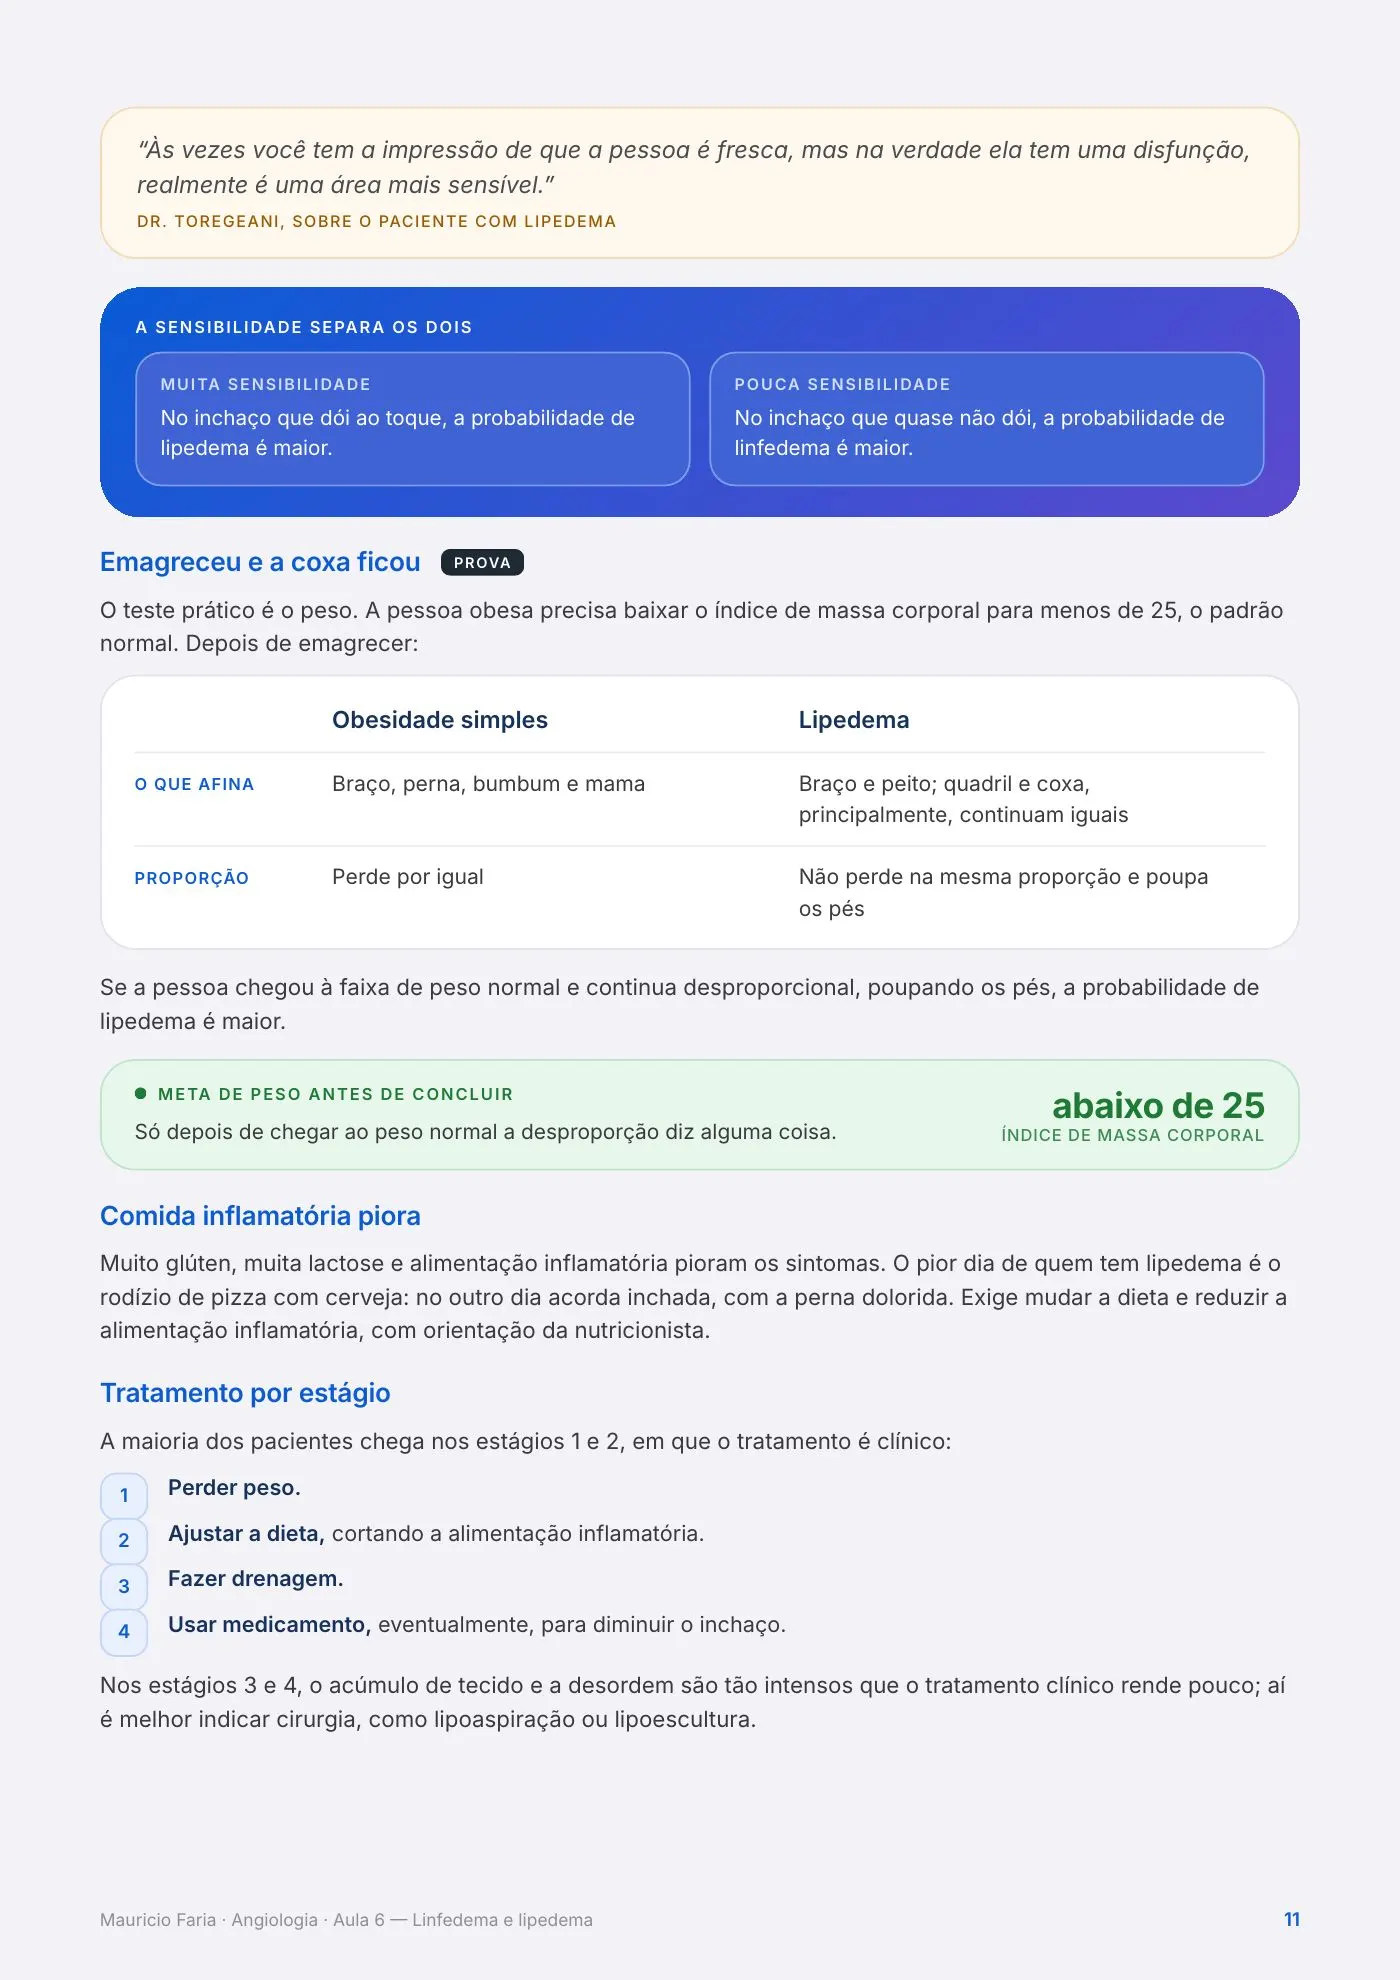 “Às vezes você tem a impressão de que a pessoa é fresca, mas na verdade ela tem uma disfunção,
realmente é uma área mais sensível.”
DR. TOREGEANI, SOBRE O PACIENTE COM LIPEDEMA
A SENSIBILIDADE SEPARA OS DOIS
MUITA SENSIBILIDADE
No inchaço que dói ao toque, a probabilidade de
lipedema é maior.
POUCA SENSIBILIDADE
No inchaço que quase não dói, a probabilidade de
linfedema é maior.
Emagreceu e a coxa ficou PROVA
O teste prático é o peso. A pessoa obesa precisa baixar o índice de massa corporal para menos de 25, o padrão
normal. Depois de emagrecer:
Obesidade simples Lipedema
O QUE AFINA Braço, perna, bumbum e mama Braço e peito; quadril e coxa,
principalmente, continuam iguais
PROPORÇÃO Perde por igual Não perde na mesma proporção e poupa
os pés
Se a pessoa chegou à faixa de peso normal e continua desproporcional, poupando os pés, a probabilidade de
lipedema é maior.
META DE PESO ANTES DE CONCLUIR
Só depois de chegar ao peso normal a desproporção diz alguma coisa.
abaixo de 25
ÍNDICE DE MASSA CORPORAL
Comida inflamatória piora
Muito glúten, muita lactose e alimentação inflamatória pioram os sintomas. O pior dia de quem tem lipedema é o
rodízio de pizza com cerveja: no outro dia acorda inchada, com a perna dolorida. Exige mudar a dieta e reduzir a
alimentação inflamatória, com orientação da nutricionista.
Tratamento por estágio
A maioria dos pacientes chega nos estágios 1 e 2, em que o tratamento é clínico:
1 Perder peso.
2 Ajustar a dieta, cortando a alimentação inflamatória.
3 Fazer drenagem.
4 Usar medicamento, eventualmente, para diminuir o inchaço.
Nos estágios 3 e 4, o acúmulo de tecido e a desordem são tão intensos que o tratamento clínico rende pouco; aí
é melhor indicar cirurgia, como lipoaspiração ou lipoescultura.
Mauricio Faria · Angiologia · Aula 6 — Linfedema e lipedema 11